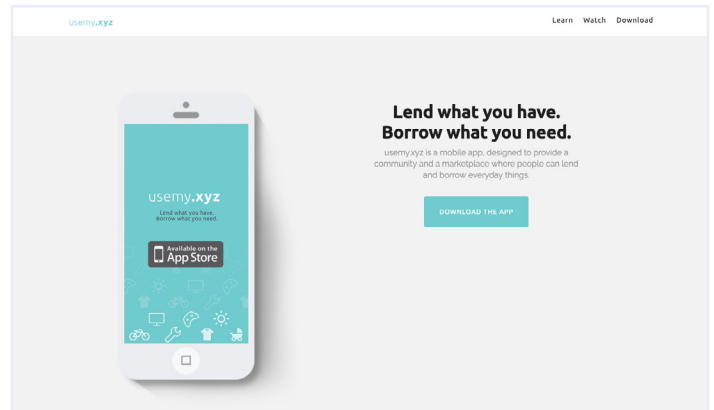 usemy.xyz
Learn Watch Download
usemy.xyz
Lend what you have.
Borrow what you need.
Available on the
App Store
Lend what you have.
Borrow what you need.
usemy.xyz is a mobile app, designed to provide a
community and a marketplace where people can lend
and borrow everyday things.
DOWNLOAD THE APP